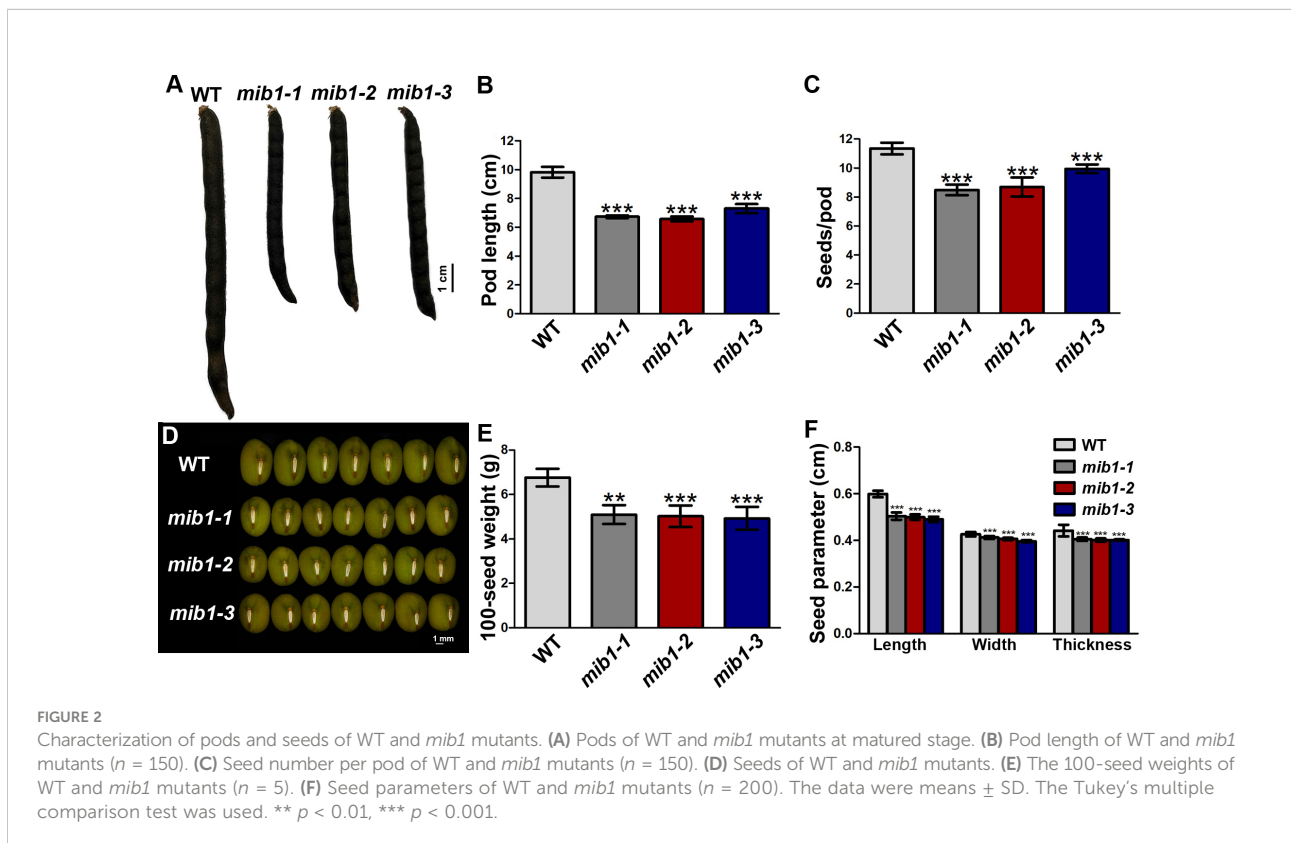 A
WT mib1-1 mib1-2 mib1-3
1 cm
B
Pod length (cm)
12
10
8
6
4
2
0
***
***
***
WT
mib1-1
mib1-2
mib1-3
C
Seeds/pod
12
10
8
6
4
2
0
***
***
***
WT
mib1-1
mib1-2
mib1-3
D
WT
mib1-1
mib1-2
mib1-3
1 mm
E
100-seed weight (g)
8
6
4
2
0
**
***
***
WT
mib1-1
mib1-2
mib1-3
F
Seed parameter (cm)
0.8
0.6
0.4
0.2
0.0
WT
mib1-1
mib1-2
mib1-3
*** *** ***
*** *** ***
*** *** ***
Length Width Thickness
FIGURE 2
Characterization of pods and seeds of WT and mib1 mutants. (A) Pods of WT and mib1 mutants at matured stage. (B) Pod length of WT and mib1
mutants (n = 150). (C) Seed number per pod of WT and mib1 mutants (n = 150). (D) Seeds of WT and mib1 mutants. (E) The 100-seed weights of
WT and mib1 mutants (n = 5). (F) Seed parameters of WT and mib1 mutants (n = 200). The data were means ± SD. The Tukey's multiple
comparison test was used. ** p < 0.01, *** p < 0.001.